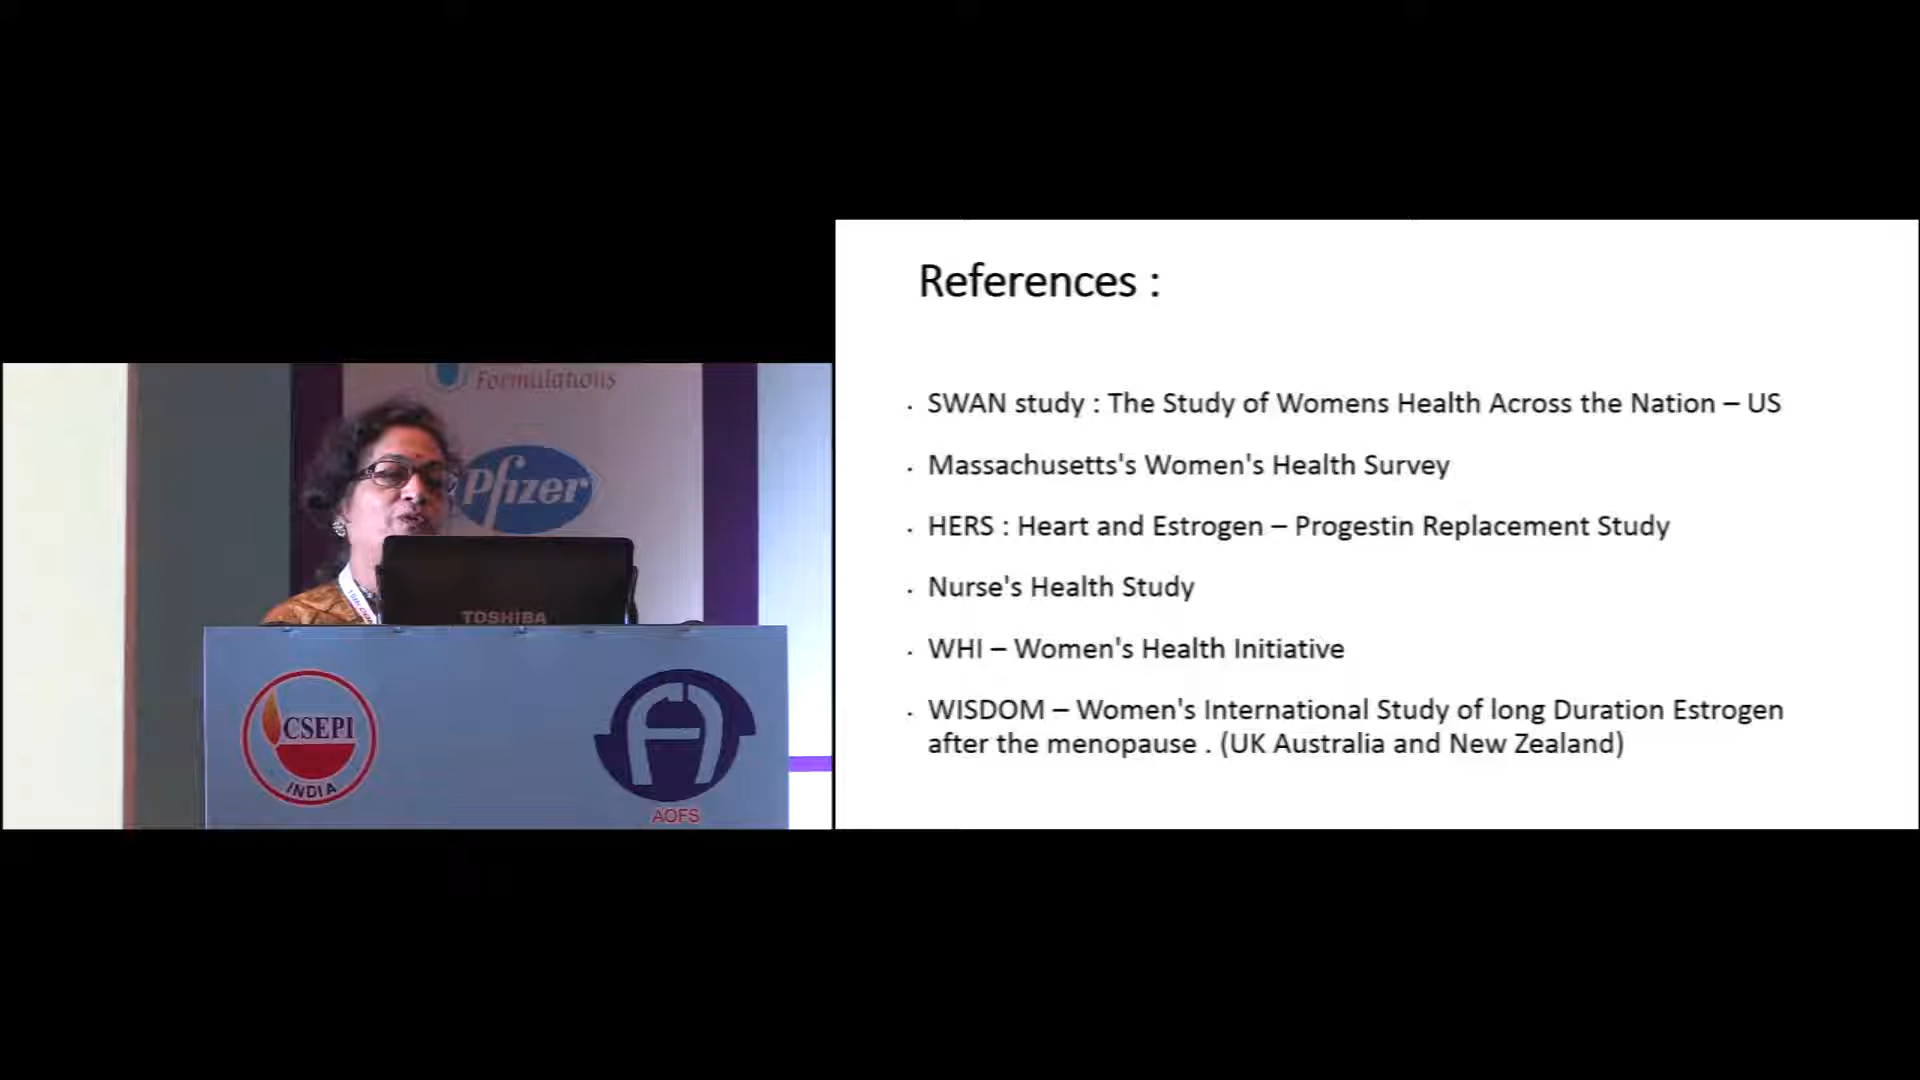 Formulations
Pfizer
TOSHIBA
CSEPI
INDIA
AOFS
References :
. SWAN study : The Study of Womens Health Across the Nation – US
. Massachusetts's Women's Health Survey
. HERS : Heart and Estrogen – Progestin Replacement Study
. Nurse's Health Study
. WHI – Women's Health Initiative
. WISDOM – Women's International Study of long Duration Estrogen
after the menopause . (UK Australia and New Zealand)